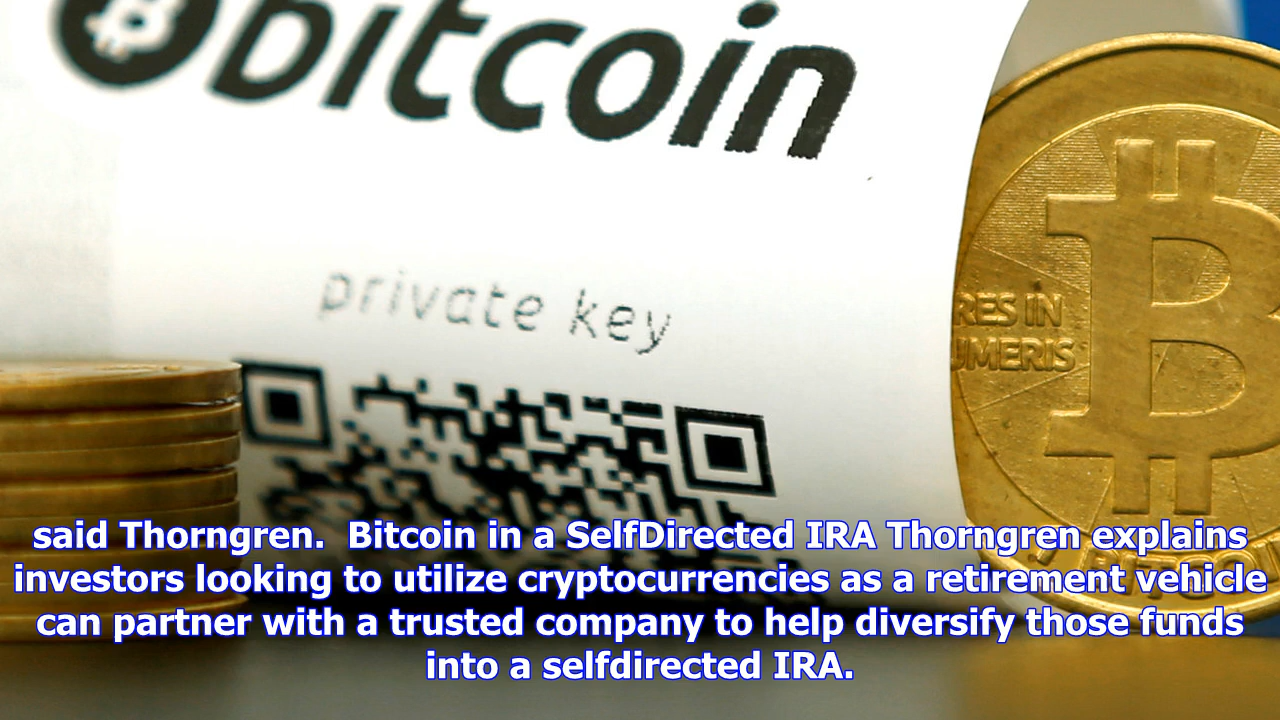 bitcoin
private key
RES IN
UMERIS
said Thorngren.  Bitcoin in a SelfDirected IRA Thorngren explains
investors looking to utilize cryptocurrencies as a retirement vehicle
can partner with a trusted company to help diversify those funds
into a selfdirected IRA.